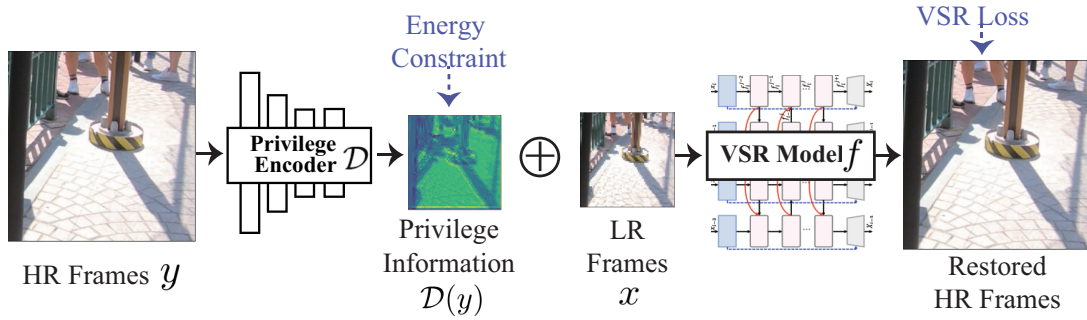 Energy
Constraint
VSR Loss
Privilege
Encoder 𝒟
VSR Model f
HR Frames y
Privilege
Information
𝒟(y)
LR
Frames
x
Restored
HR Frames